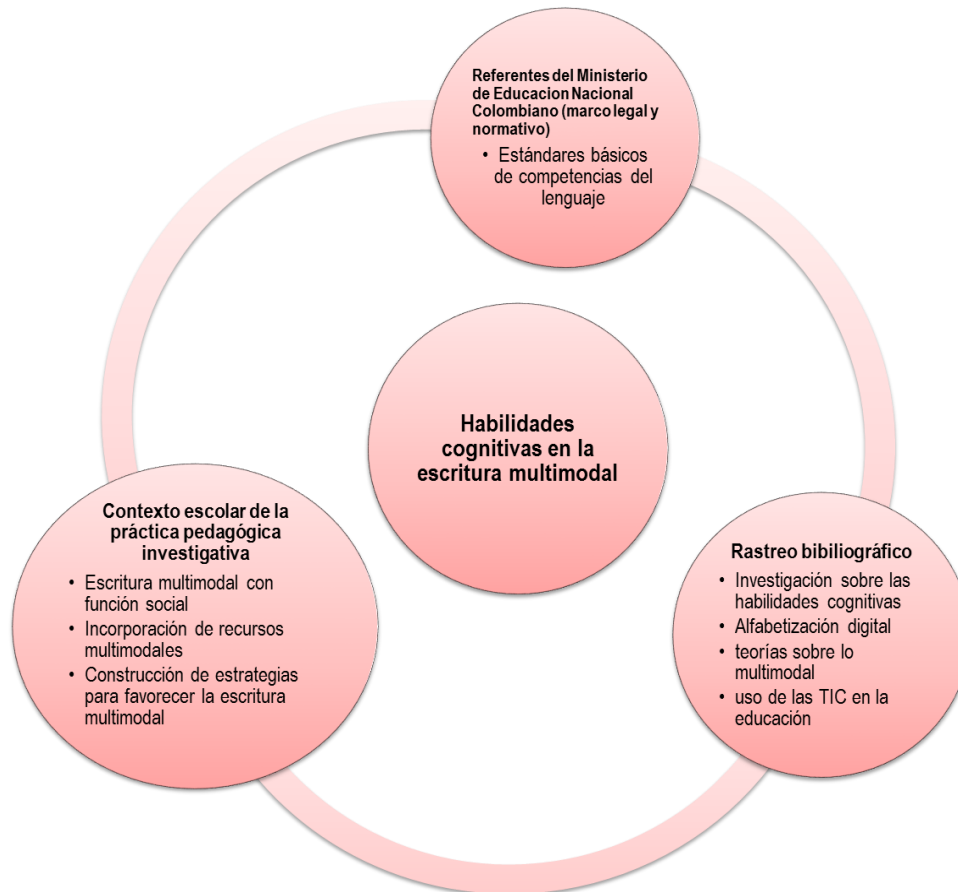 Referentes del Ministerio
de Educacion Nacional
Colombiano (marco legal y
normativo)
• Estándares básicos
de competencias del
lenguaje
Habilidades
cognitivas en la
escritura multimodal
Contexto escolar de la
práctica pedagógica
investigativa
• Escritura multimodal con
función social
• Incorporación de recursos
multimodales
• Construcción de estrategias
para favorecer la escritura
multimodal
Rastreo bibiliográfico
• Investigación sobre las
habilidades cognitivas
• Alfabetización digital
• teorías sobre lo
multimodal
• uso de las TIC en la
educación